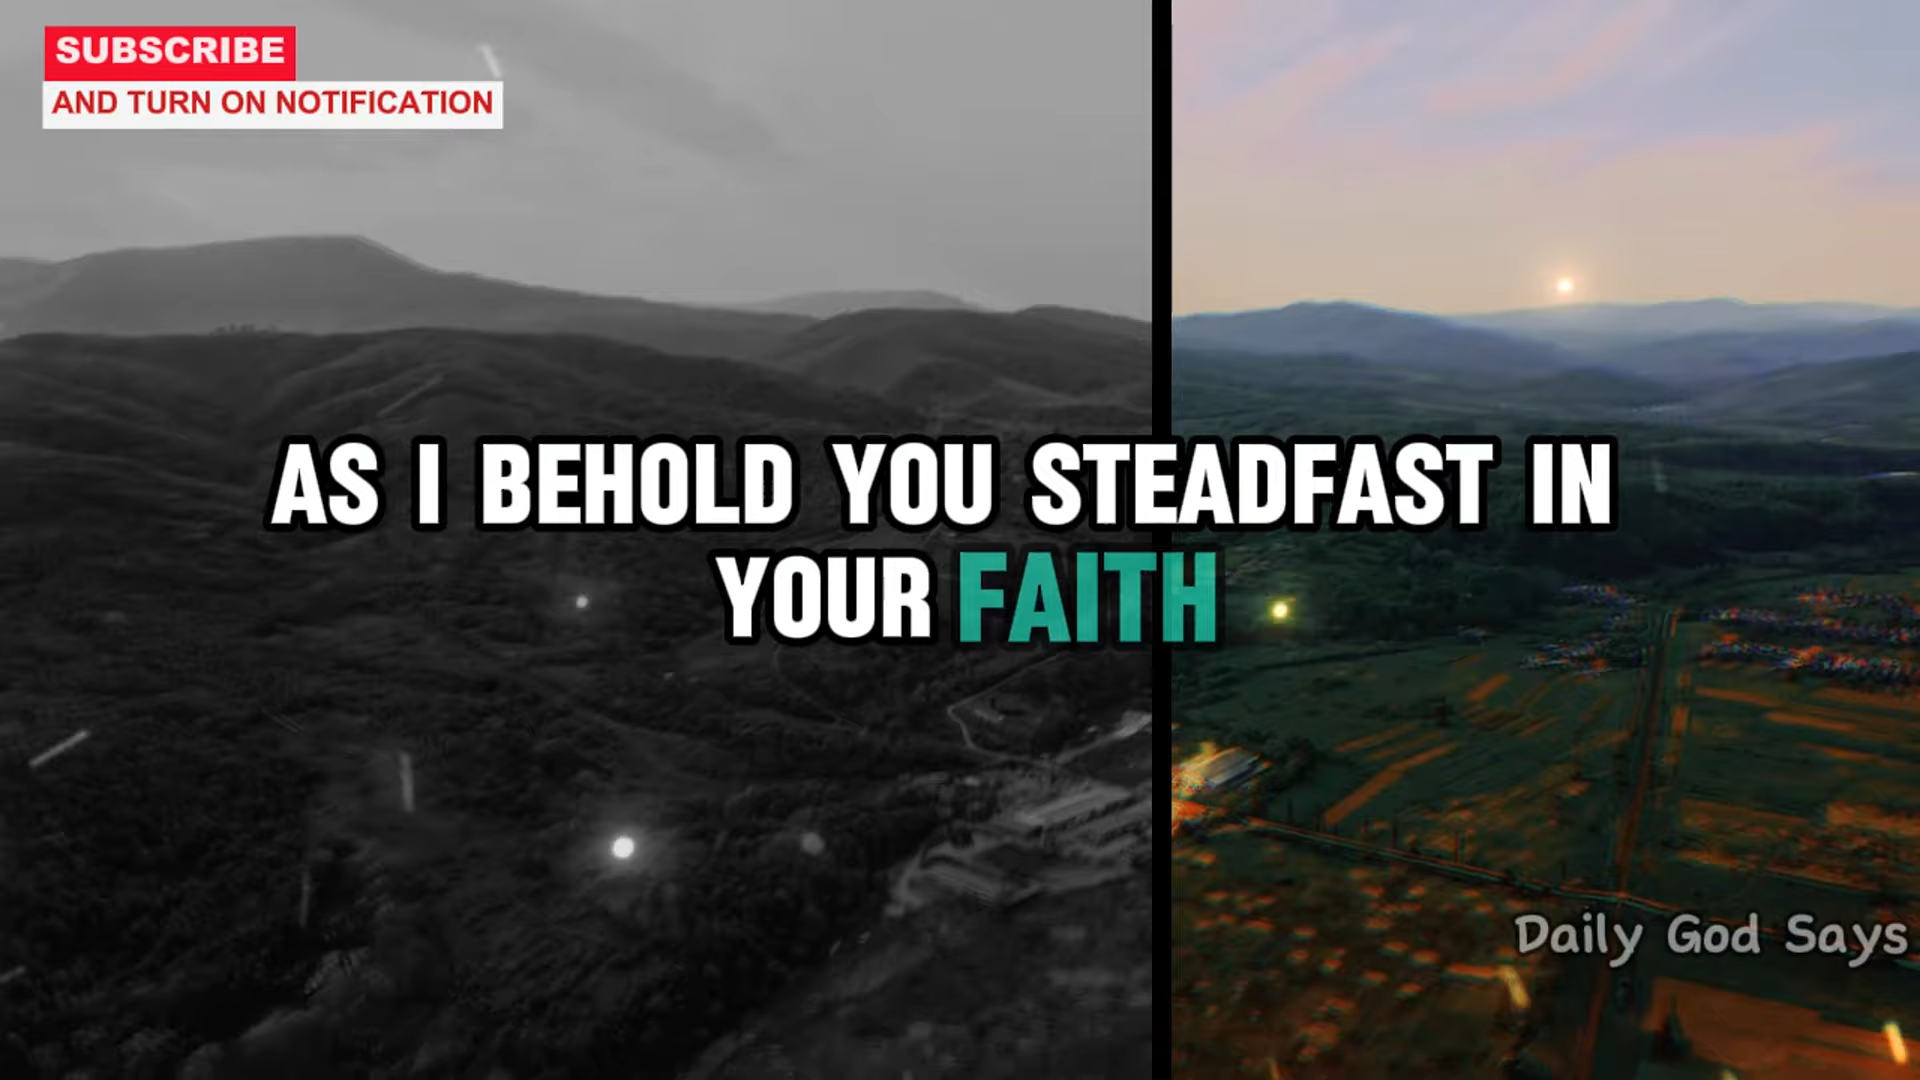 SUBSCRIBE
AND TURN ON NOTIFICATION
AS I BEHOLD YOU STEADFAST IN
YOUR FAITH
Daily God Says